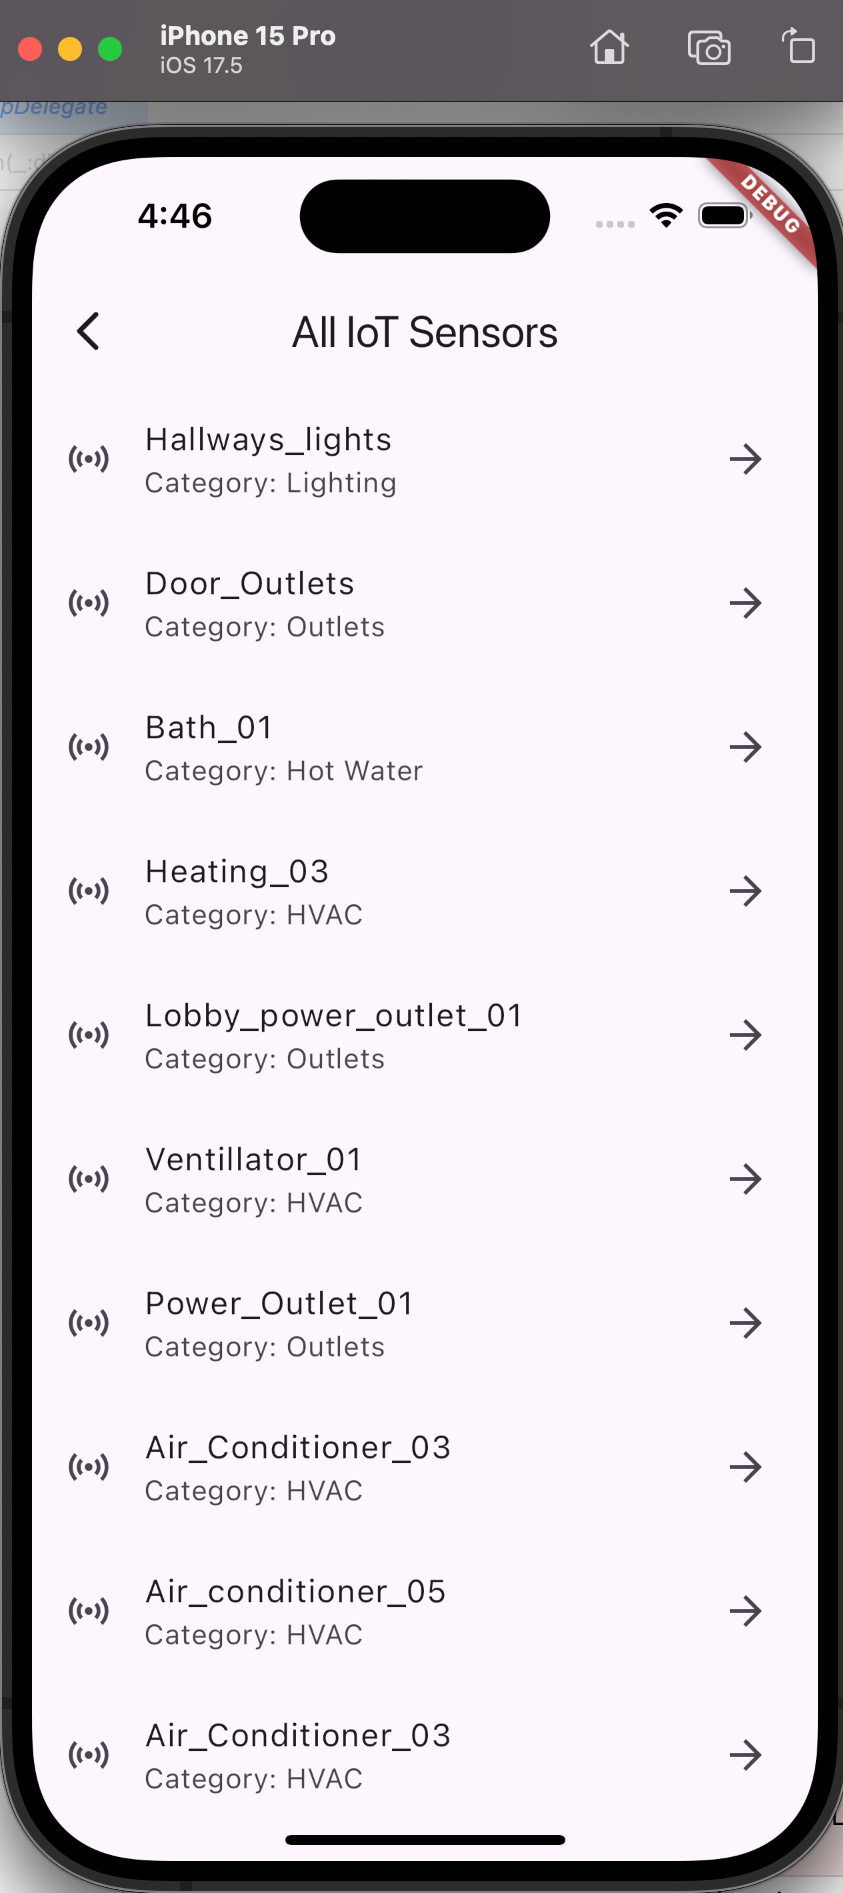 iPhone 15 Pro
iOS 17.5
pDelegate
4:46
DEBUG
All IoT Sensors
Hallways_lights
Category: Lighting
Door_Outlets
Category: Outlets
Bath_01
Category: Hot Water
Heating_03
Category: HVAC
Lobby_power_outlet_01
Category: Outlets
Ventillator_01
Category: HVAC
Power_Outlet_01
Category: Outlets
Air_Conditioner_03
Category: HVAC
Air_conditioner_05
Category: HVAC
Air_Conditioner_03
Category: HVAC